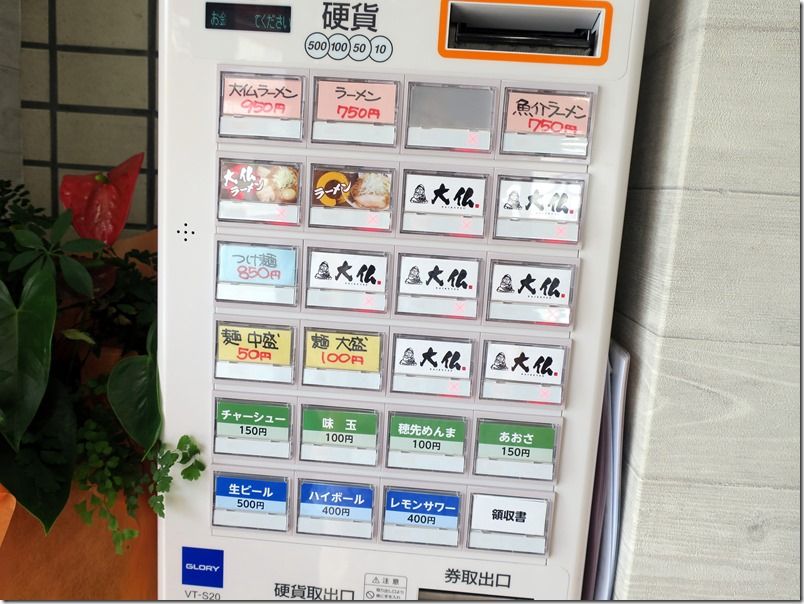 お金 てください
硬貨
500 100 50 10
大仏ラーメン
950円
ラーメン
750円
魚介ラーメン
750円
大仏
ラーメン
ラーメン
大仏
大仏
つけ麺
850円
大仏
大仏
大仏
麺 中盛
50円
麺 大盛
100円
大仏
大仏
チャーシュー
150円
味 玉
100円
穂先めんま
100円
あおさ
150円
生ビール
500円
ハイボール
400円
レモンサワー
400円
領収書
GLORY
VT-S20
硬貨取出口
注意
券取出口